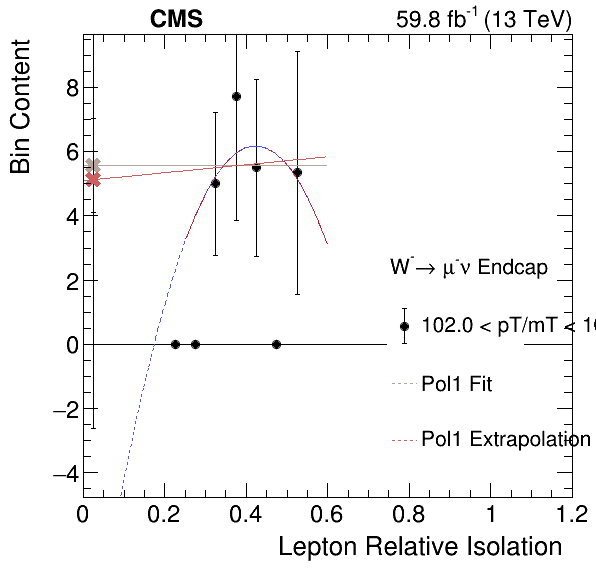 CMS
59.8 fb-1 (13 TeV)
Bin Content
8
6
4
2
0
−2
−4
W-→ μ-ν Endcap
102.0 < pT/mT < 10
Pol1 Fit
Pol1 Extrapolation
0 0.2 0.4 0.6 0.8 1 1.2
Lepton Relative Isolation